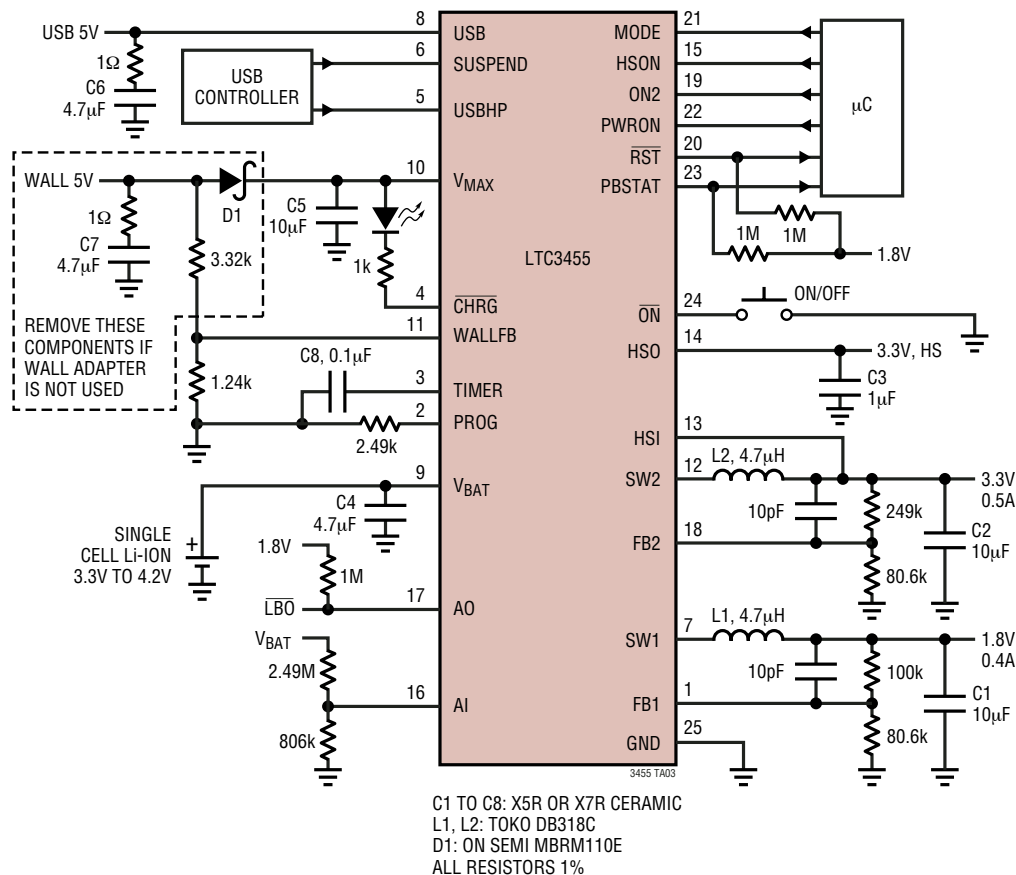 USB 5V
1Ω
C6
4.7µF
USB
CONTROLLER
8
USB
6
SUSPEND
5
USBHP
WALL 5V
1Ω
C7
4.7µF
D1
3.32k
REMOVE THESE
COMPONENTS IF
WALL ADAPTER
IS NOT USED
1.24k
10
VMAX
C5
10µF
1k
4
CHRG
11
WALLFB
C8, 0.1µF
3
TIMER
2
PROG
2.49k
9
VBAT
C4
4.7µF
SINGLE
CELL Li-ION
3.3V TO 4.2V
+
1.8V
1M
LBO
17
AO
VBAT
2.49M
16
AI
806k
LTC3455
21
MODE
15
HSON
19
ON2
22
PWRON
20
RST
23
PBSTAT
µC
1M
1M
1.8V
24
ON
ON/OFF
14
HSO
3.3V, HS
C3
1µF
13
HSI
12
SW2
L2, 4.7µH
10pF
249k
3.3V
0.5A
C2
10µF
18
FB2
80.6k
7
SW1
L1, 4.7µH
10pF
100k
1.8V
0.4A
C1
10µF
1
FB1
80.6k
25
GND
3455 TA03
C1 TO C8: X5R OR X7R CERAMIC
L1, L2: TOKO DB318C
D1: ON SEMI MBRM110E
ALL RESISTORS 1%